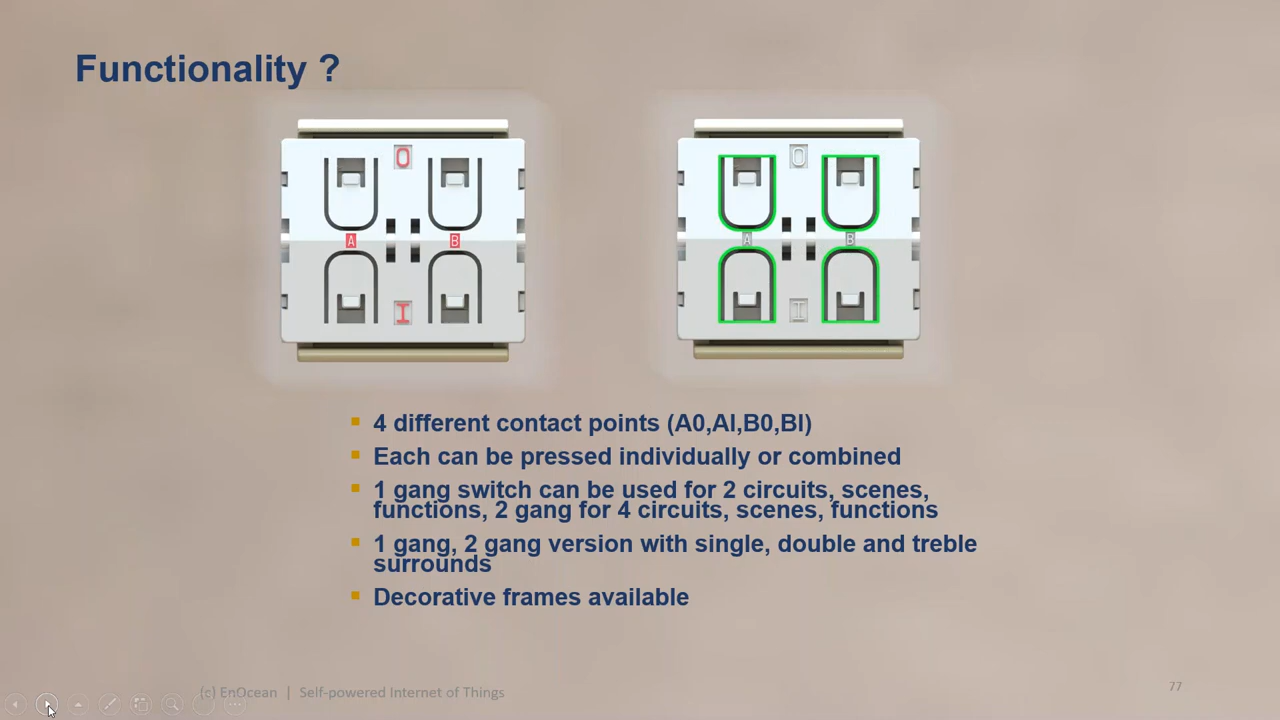 Functionality ?
O
A B
I
O
A B
I
4 different contact points (A0,AI,B0,BI)
Each can be pressed individually or combined
1 gang switch can be used for 2 circuits, scenes,
functions, 2 gang for 4 circuits, scenes, functions
1 gang, 2 gang version with single, double and treble
surrounds
Decorative frames available
(c) EnOcean | Self-powered Internet of Things
77